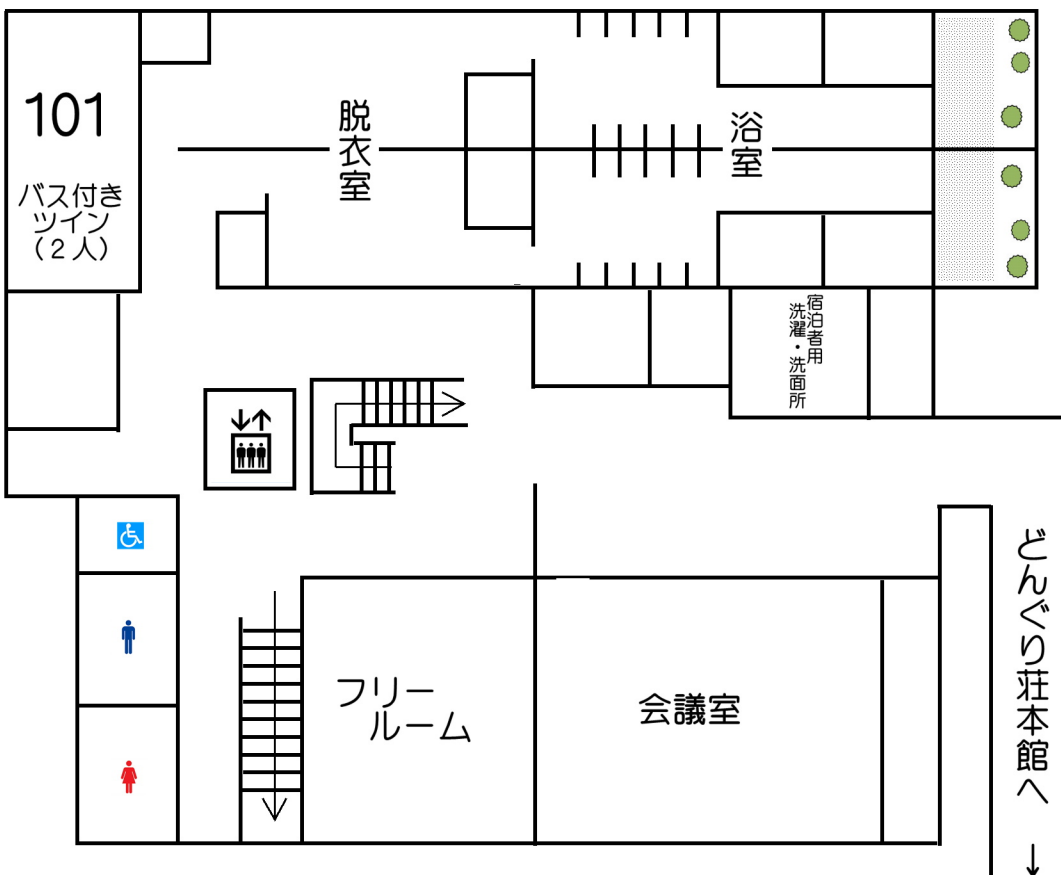 101
バス付き
ツイン
（２人）
脱衣室
浴室
宿泊者用
洗濯・洗面所
フリー
ルーム
会議室
どんぐり荘本館へ　↓